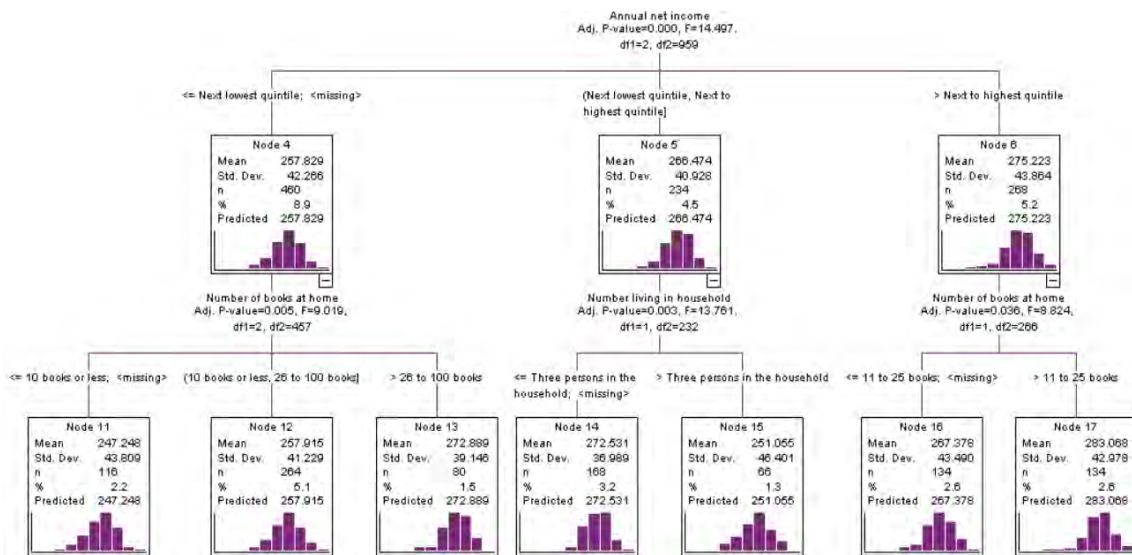 Annual net income
Adj. P-value=0.000, F=14.497,
df1=2, df2=959
<= Next lowest quintile; <missing>
(Next lowest quintile, Next to
highest quintile]
> Next to highest quintile
Node 4
Mean 257.829
Std. Dev. 42.266
n 460
% 8.9
Predicted 257.829
Node 5
Mean 266.474
Std. Dev. 40.928
n 234
% 4.5
Predicted 266.474
Node 6
Mean 275.223
Std. Dev. 43.864
n 268
% 5.2
Predicted 275.223
Number of books at home
Adj. P-value=0.005, F=9.019,
df1=2, df2=457
Number living in household
Adj. P-value=0.003, F=13.761,
df1=1, df2=232
Number of books at home
Adj. P-value=0.036, F=8.824,
df1=1, df2=266
<= 10 books or less; <missing>
(10 books or less, 26 to 100 books]
> 26 to 100 books
<= Three persons in the
household; <missing>
> Three persons in the household
<= 11 to 25 books; <missing>
> 11 to 25 books
Node 11
Mean 247.248
Std. Dev. 43.809
n 116
% 2.2
Predicted 247.248
Node 12
Mean 257.915
Std. Dev. 41.229
n 264
% 5.1
Predicted 257.915
Node 13
Mean 272.889
Std. Dev. 39.146
n 80
% 1.5
Predicted 272.889
Node 14
Mean 272.531
Std. Dev. 36.989
n 168
% 3.2
Predicted 272.531
Node 15
Mean 251.055
Std. Dev. 46.401
n 66
% 1.3
Predicted 251.055
Node 16
Mean 267.378
Std. Dev. 43.490
n 134
% 2.6
Predicted 267.378
Node 17
Mean 283.068
Std. Dev. 42.978
n 134
% 2.6
Predicted 283.068